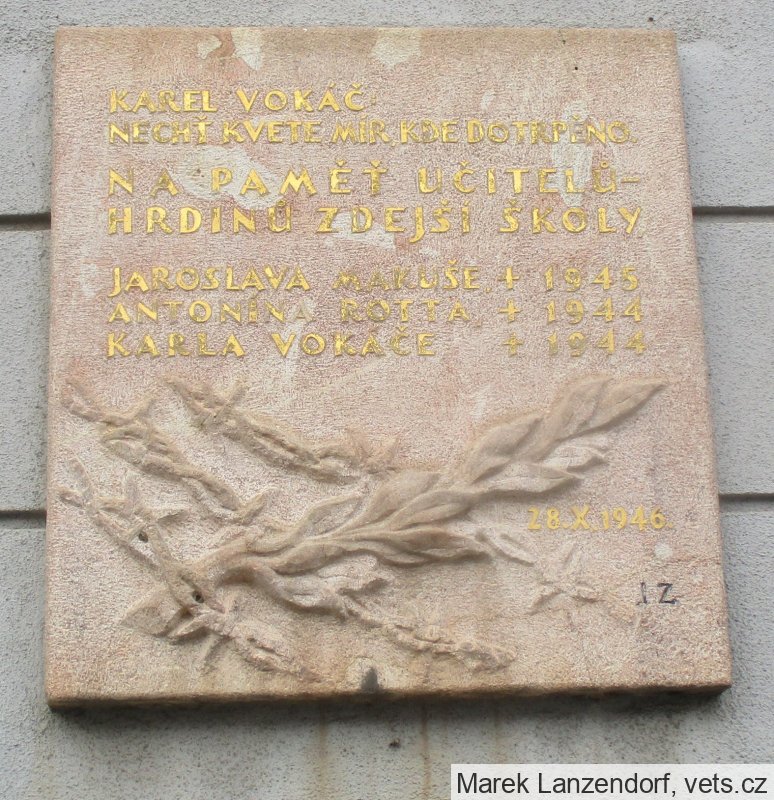 KAREL VOKÁČ:
NECHŤ KVETE MÍR, KDE DOTRPĚNO.
NA PAMĚŤ UČITELŮ-
HRDINŮ ZDEJŠÍ ŠKOLY
JAROSLAVA MAKUŠE + 1945
ANTONÍNA ROTTA, + 1944
KARLA VOKÁČE + 1944
28.X.1946.
IZ
Marek Lanzendorf, vets.cz